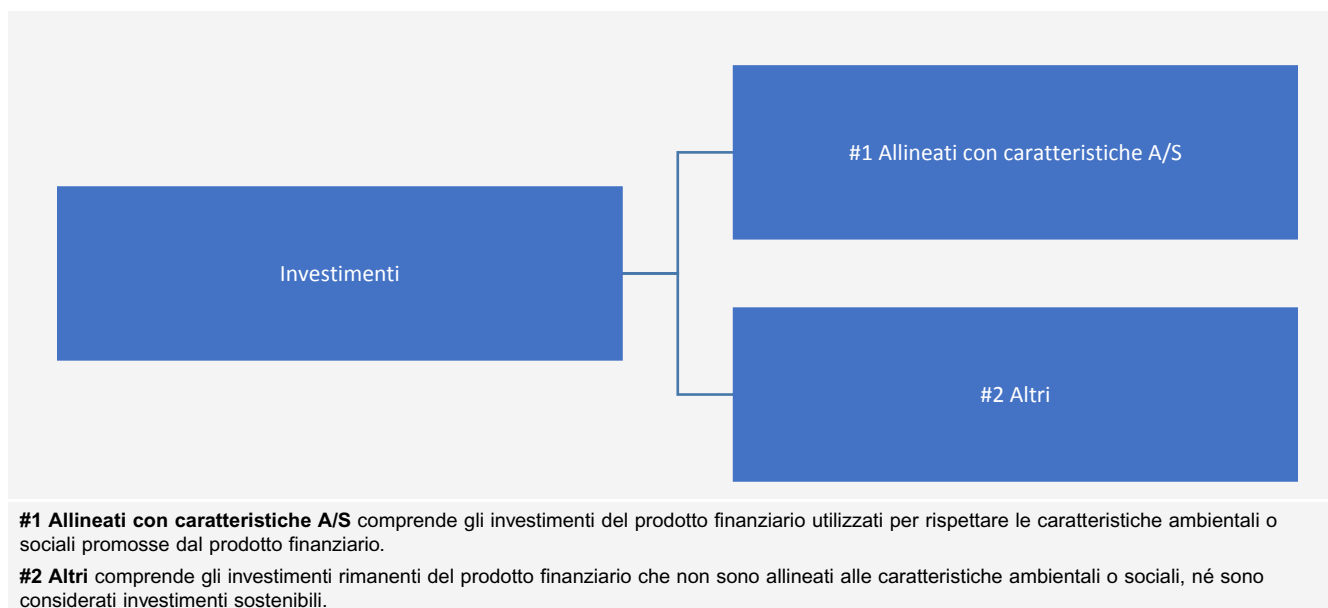 #1 Allineati con caratteristiche A/S
Investimenti
#2 Altri
#1 Allineati con caratteristiche A/S comprende gli investimenti del prodotto finanziario utilizzati per rispettare le caratteristiche ambientali o
sociali promosse dal prodotto finanziario.
#2 Altri comprende gli investimenti rimanenti del prodotto finanziario che non sono allineati alle caratteristiche ambientali o sociali, né sono
considerati investimenti sostenibili.